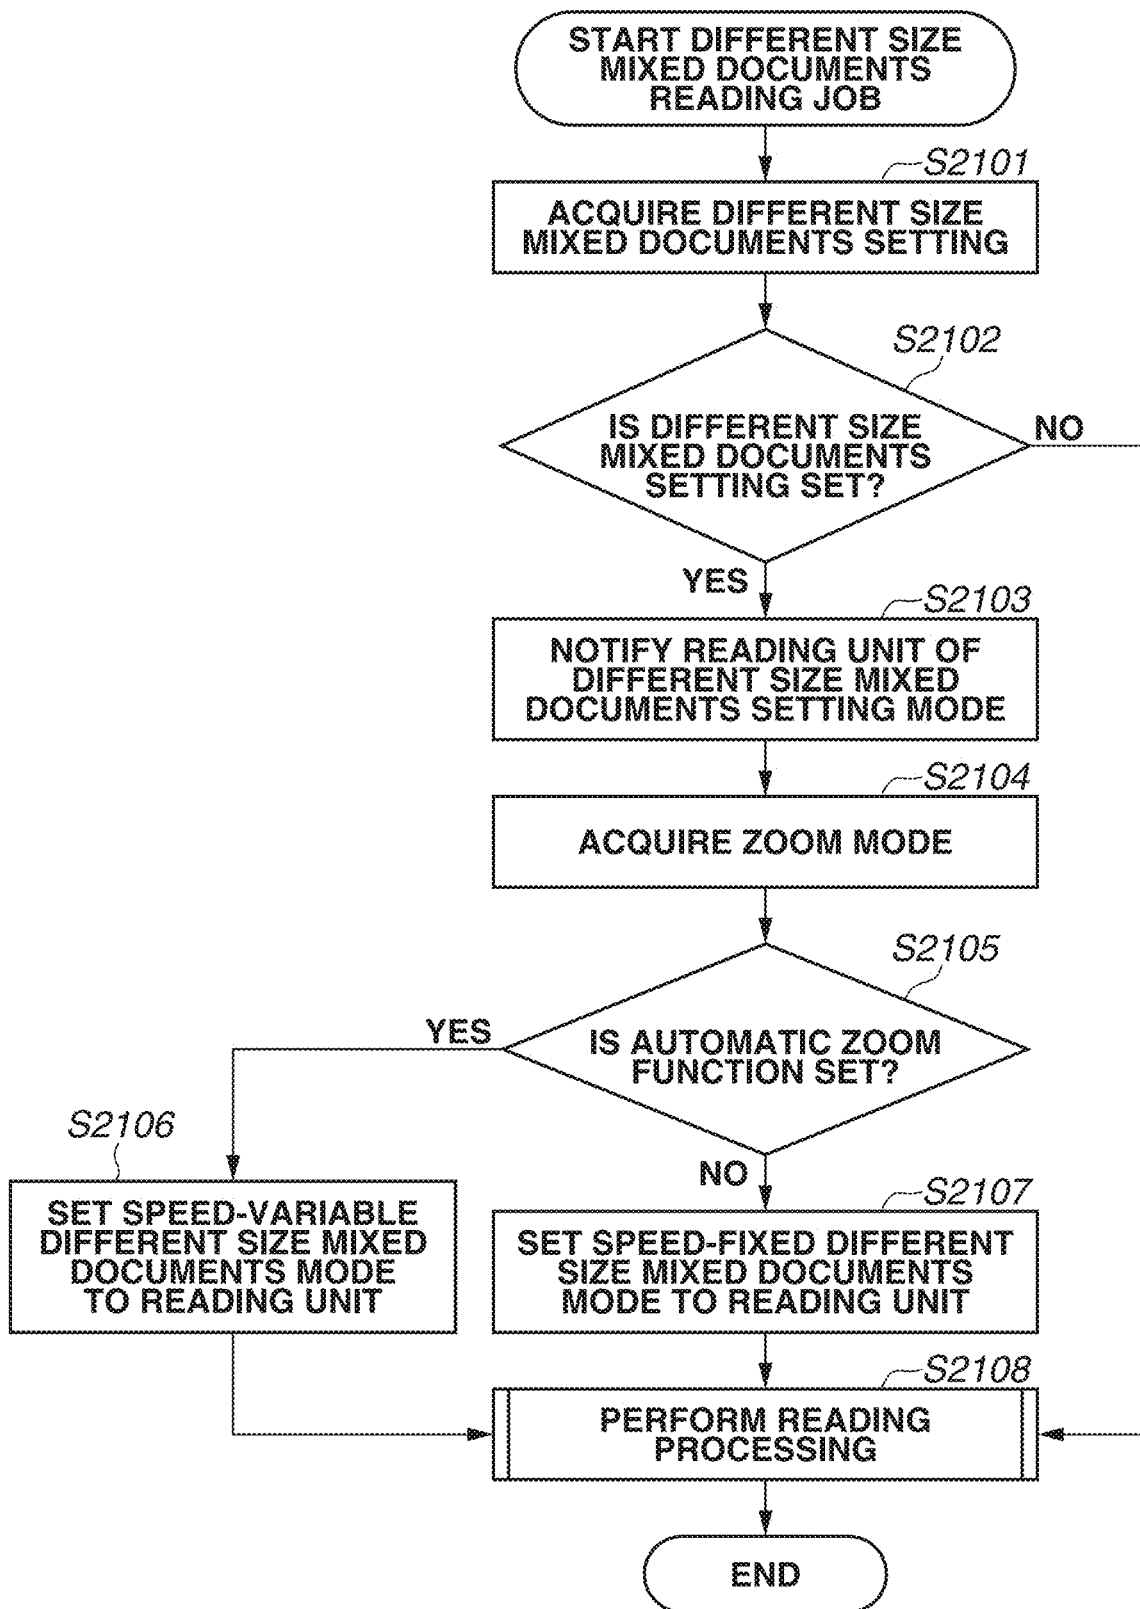 START DIFFERENT SIZE
MIXED DOCUMENTS
READING JOB
S2101
ACQUIRE DIFFERENT SIZE
MIXED DOCUMENTS SETTING
S2102
IS DIFFERENT SIZE
MIXED DOCUMENTS
SETTING SET?
NO
YES
S2103
NOTIFY READING UNIT OF
DIFFERENT SIZE MIXED
DOCUMENTS SETTING MODE
S2104
ACQUIRE ZOOM MODE
S2105
IS AUTOMATIC ZOOM
FUNCTION SET?
YES
NO
S2106
SET SPEED-VARIABLE
DIFFERENT SIZE MIXED
DOCUMENTS MODE
TO READING UNIT
S2107
SET SPEED-FIXED DIFFERENT
SIZE MIXED DOCUMENTS
MODE TO READING UNIT
S2108
PERFORM READING
PROCESSING
END